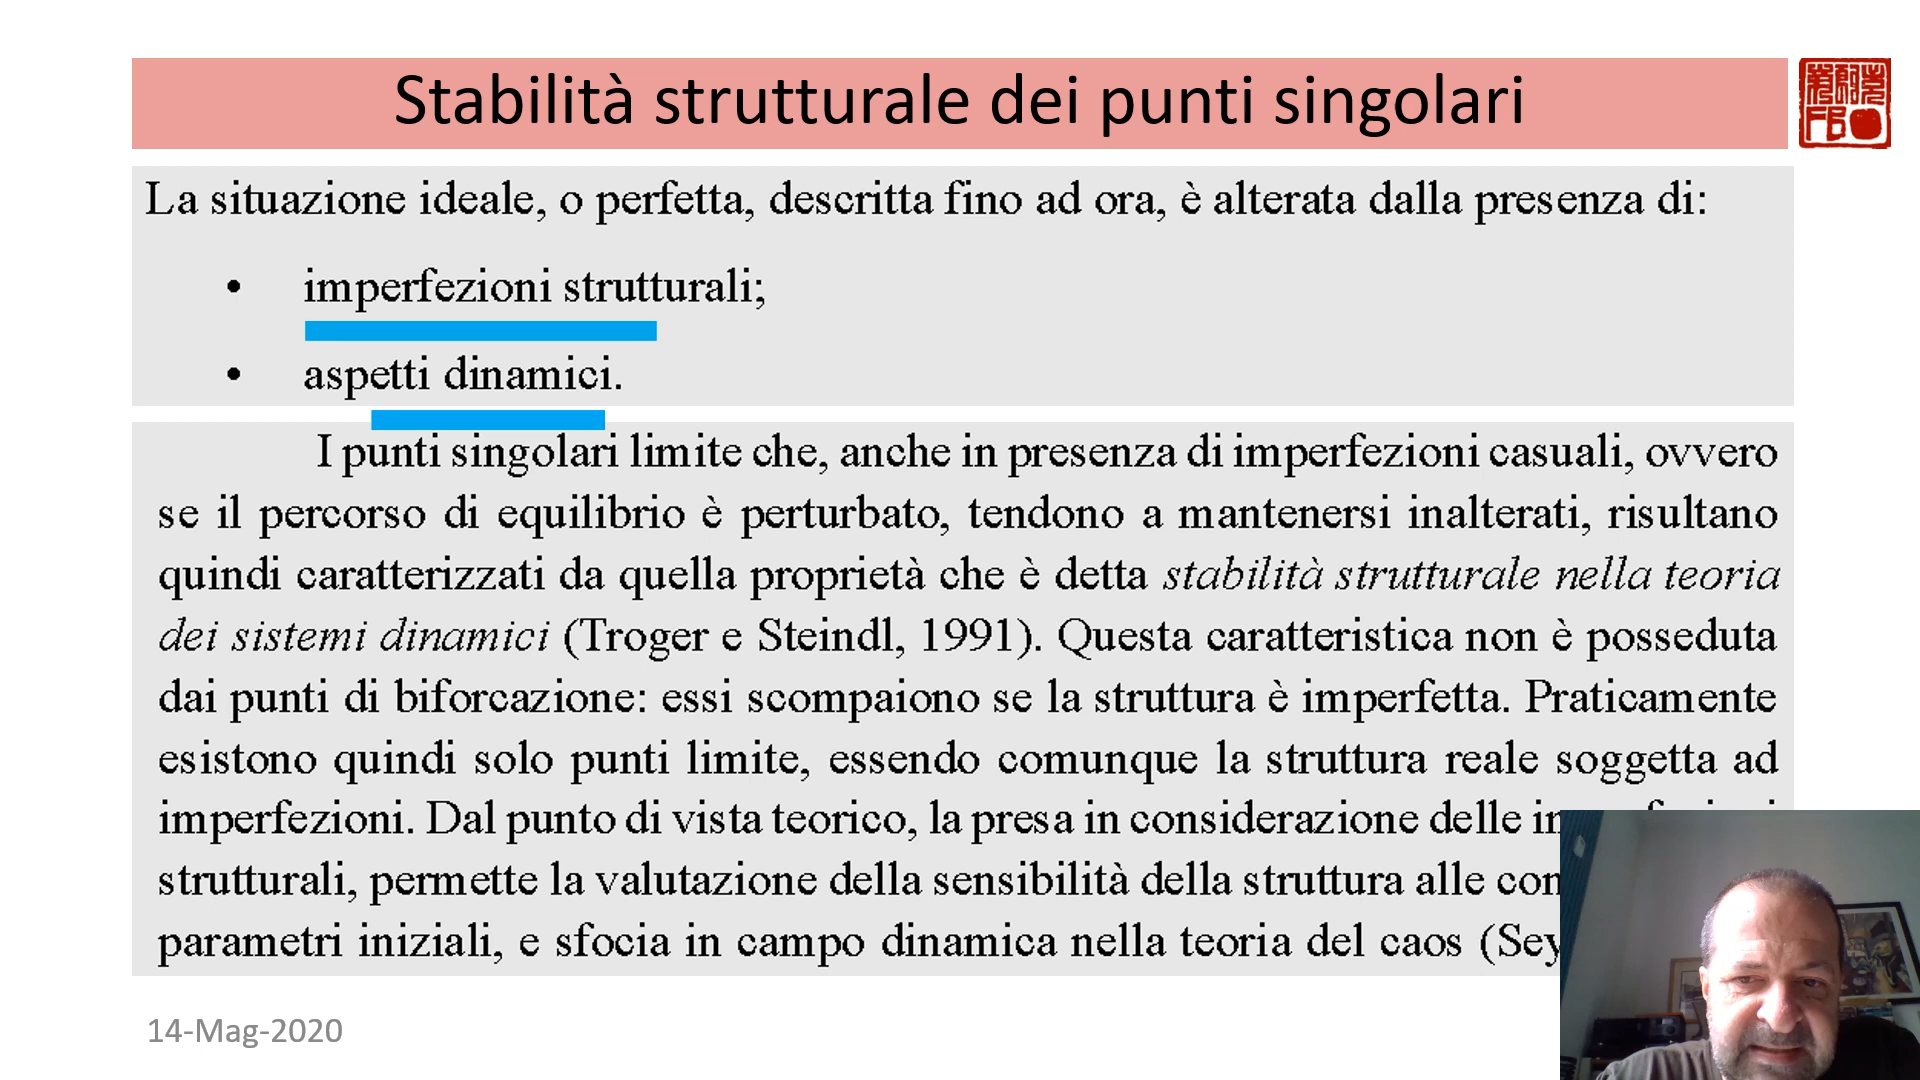 Stabilità strutturale dei punti singolari
FB
La situazione ideale, o perfetta, descritta fino ad ora, è alterata dalla presenza di:
• imperfezioni strutturali;
• aspetti dinamici.
I punti singolari limite che, anche in presenza di imperfezioni casuali, ovvero
se il percorso di equilibrio è perturbato, tendono a mantenersi inalterati, risultano
quindi caratterizzati da quella proprietà che è detta stabilità strutturale nella teoria
dei sistemi dinamici (Troger e Steindl, 1991). Questa caratteristica non è posseduta
dai punti di biforcazione: essi scompaiono se la struttura è imperfetta. Praticamente
esistono quindi solo punti limite, essendo comunque la struttura reale soggetta ad
imperfezioni. Dal punto di vista teorico, la presa in considerazione delle
strutturali, permette la valutazione della sensibilità della struttura alle
parametri iniziali, e sfocia in campo dinamica nella teoria del caos
14-Mag-2020